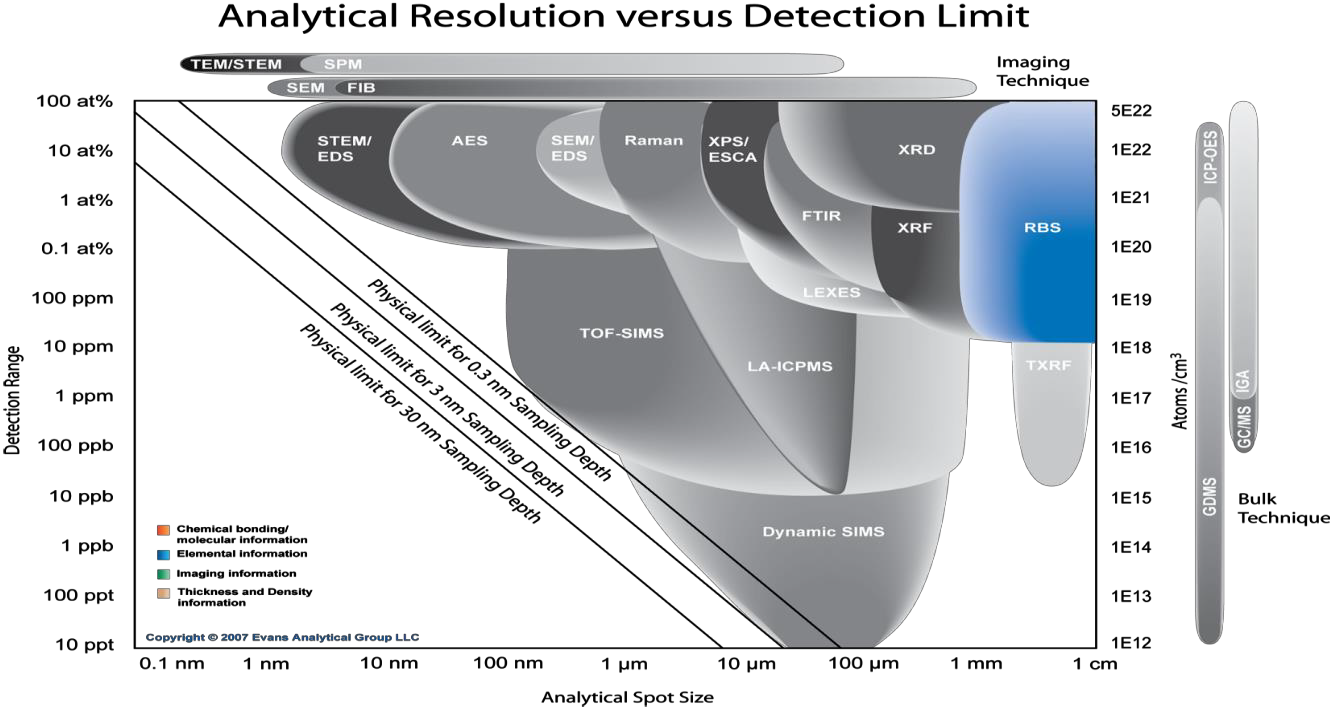 Analytical Resolution versus Detection Limit
TEM/STEM
SPM
Imaging
Technique
SEM
FIB
100 at%
10 at%
1 at%
0.1 at%
100 ppm
10 ppm
1 ppm
100 ppb
10 ppb
1 ppb
100 ppt
10 ppt
Detection Range
STEM/
EDS
AES
SEM/
EDS
Raman
XPS/
ESCA
XRD
FTIR
XRF
RBS
LEXES
TOF-SIMS
LA-ICPMS
TXRF
Dynamic SIMS
Physical limit for 0.3 nm Sampling Depth
Physical limit for 3 nm Sampling Depth
Physical limit for 30 nm Sampling Depth
Chemical bonding/
molecular information
Elemental information
Imaging information
Thickness and Density
information
Copyright © 2007 Evans Analytical Group LLC
5E22
1E22
1E21
1E20
1E19
1E18
1E17
1E16
1E15
1E14
1E13
1E12
Atoms /cm³
ICP-OES
GDMS
IGA
GC/MS
Bulk
Technique
0.1 nm
1 nm
10 nm
100 nm
1 µm
10 µm
100 µm
1 mm
1 cm
Analytical Spot Size